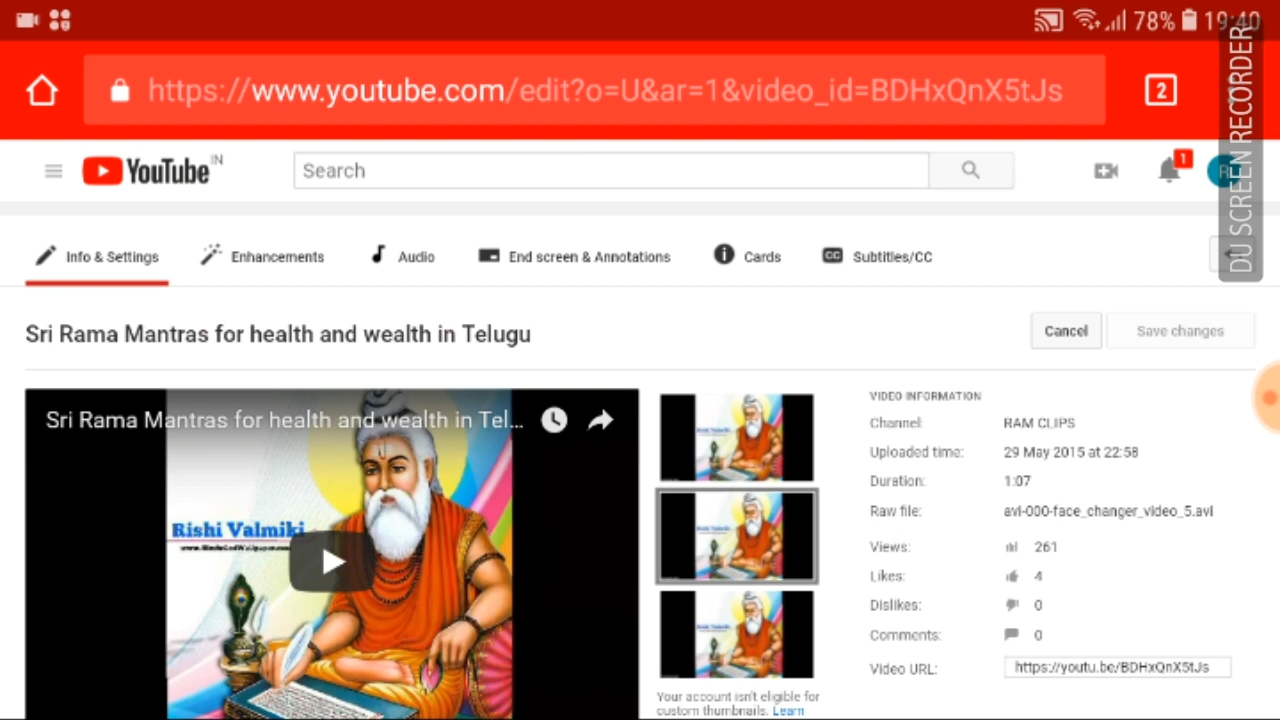 78% 19:40
https://www.youtube.com/edit?o=U&ar=1&video_id=BDHxQnX5tJs
2
DU SCREEN RECORDER
YouTube IN
Search
1
R
Info & Settings Enhancements Audio End screen & Annotations Cards CC Subtitles/CC
Sri Rama Mantras for health and wealth in Telugu
Cancel Save changes
Sri Rama Mantras for health and wealth in Tel...
Rishi Valmiki
VIDEO INFORMATION
Channel: RAM CLIPS
Uploaded time: 29 May 2015 at 22:58
Duration: 1:07
Raw file: avi-000-face_changer_video_5.avi
Views: 261
Likes: 4
Dislikes: 0
Comments: 0
Video URL: https://youtu.be/BDHxQnX5tJs
Your account isn't eligible for
custom thumbnails. Learn